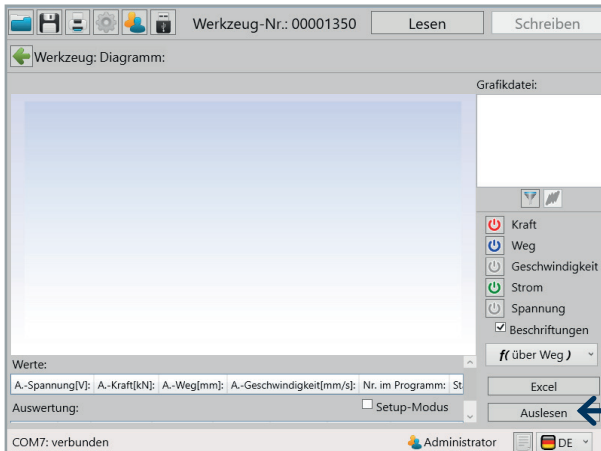 Werkzeug-Nr.: 00001350 Lesen Schreiben
Werkzeug: Diagramm:
Grafikdatei:
Kraft
Weg
Geschwindigkeit
Strom
Spannung
Beschriftungen
f( über Weg )
Werte:
A.-Spannung[V]: A.-Kraft[kN]: A.-Weg[mm]: A.-Geschwindigkeit[mm/s]: Nr. im Programm: St
Excel
Auswertung: Setup-Modus
Auslesen
COM7: verbunden Administrator DE